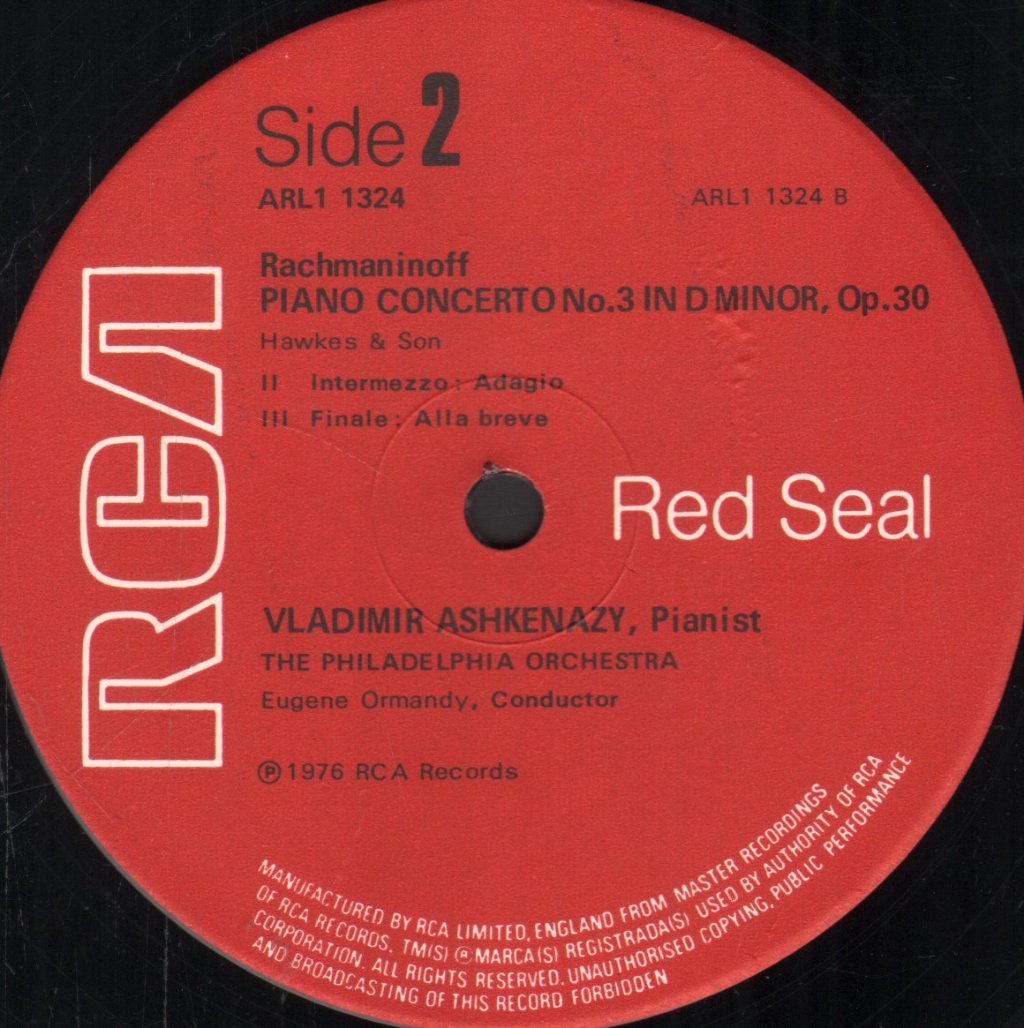 Side 2
ARL1 1324
ARL1 1324 B
Rachmaninoff
PIANO CONCERTO No.3 IN D MINOR, Op.30
Hawkes & Son
II Intermezzo: Adagio
III Finale: Alla breve
RCA
Red Seal
VLADIMIR ASHKENAZY, Pianist
THE PHILADELPHIA ORCHESTRA
Eugene Ormandy, Conductor
℗ 1976 RCA Records
MANUFACTURED BY RCA LIMITED, ENGLAND FROM MASTER RECORDINGS
OF RCA RECORDS. TM(S) ® MARCA(S) REGISTRADA(S) USED BY AUTHORITY OF RCA
CORPORATION. ALL RIGHTS RESERVED. UNAUTHORISED COPYING, PUBLIC PERFORMANCE
AND BROADCASTING OF THIS RECORD FORBIDDEN